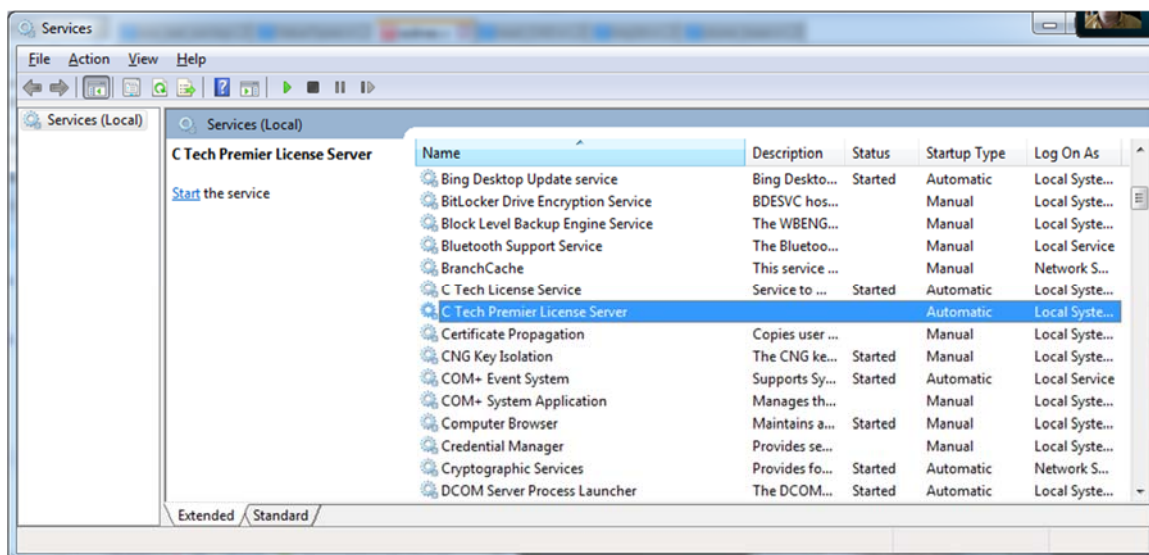 Services
File Action View Help
Services (Local)
Services (Local)
C Tech Premier License Server
Start the service
Name Description Status Startup Type Log On As
Bing Desktop Update service Bing Deskto... Started Automatic Local Syste...
BitLocker Drive Encryption Service BDESVC hos... Manual Local Syste...
Block Level Backup Engine Service The WBENG... Manual Local Syste...
Bluetooth Support Service The Bluetoo... Manual Local Service
BranchCache This service ... Manual Network S...
C Tech License Service Service to ... Started Automatic Local Syste...
C Tech Premier License Server Automatic Local Syste...
Certificate Propagation Copies user ... Manual Local Syste...
CNG Key Isolation The CNG ke... Started Manual Local Syste...
COM+ Event System Supports Sy... Started Automatic Local Service
COM+ System Application Manages th... Manual Local Syste...
Computer Browser Maintains a... Started Manual Local Syste...
Credential Manager Provides se... Manual Local Syste...
Cryptographic Services Provides fo... Started Automatic Network S...
DCOM Server Process Launcher The DCOM... Started Automatic Local Syste...
Extended Standard